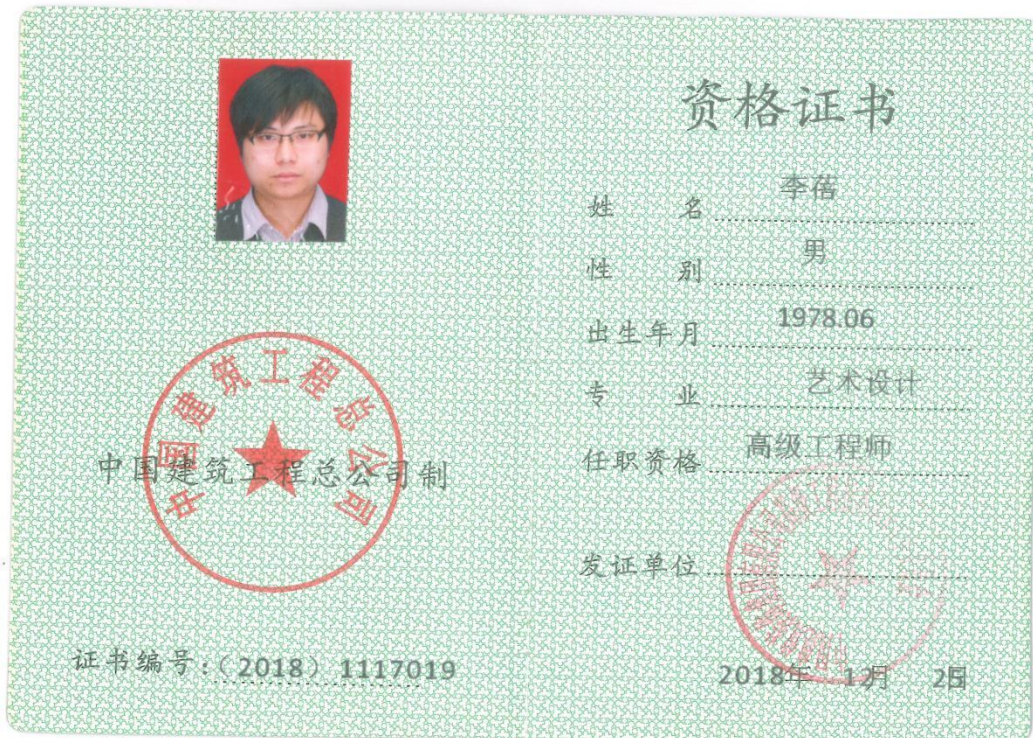 资格证书
姓 名 李蓓
性 别 男
出生年月 1978.06
专 业 艺术设计
任职资格 高级工程师
发证单位
2018年 12月 25日
中国建筑工程总公司
中国建筑工程总公司制
证书编号:(2018)1117019